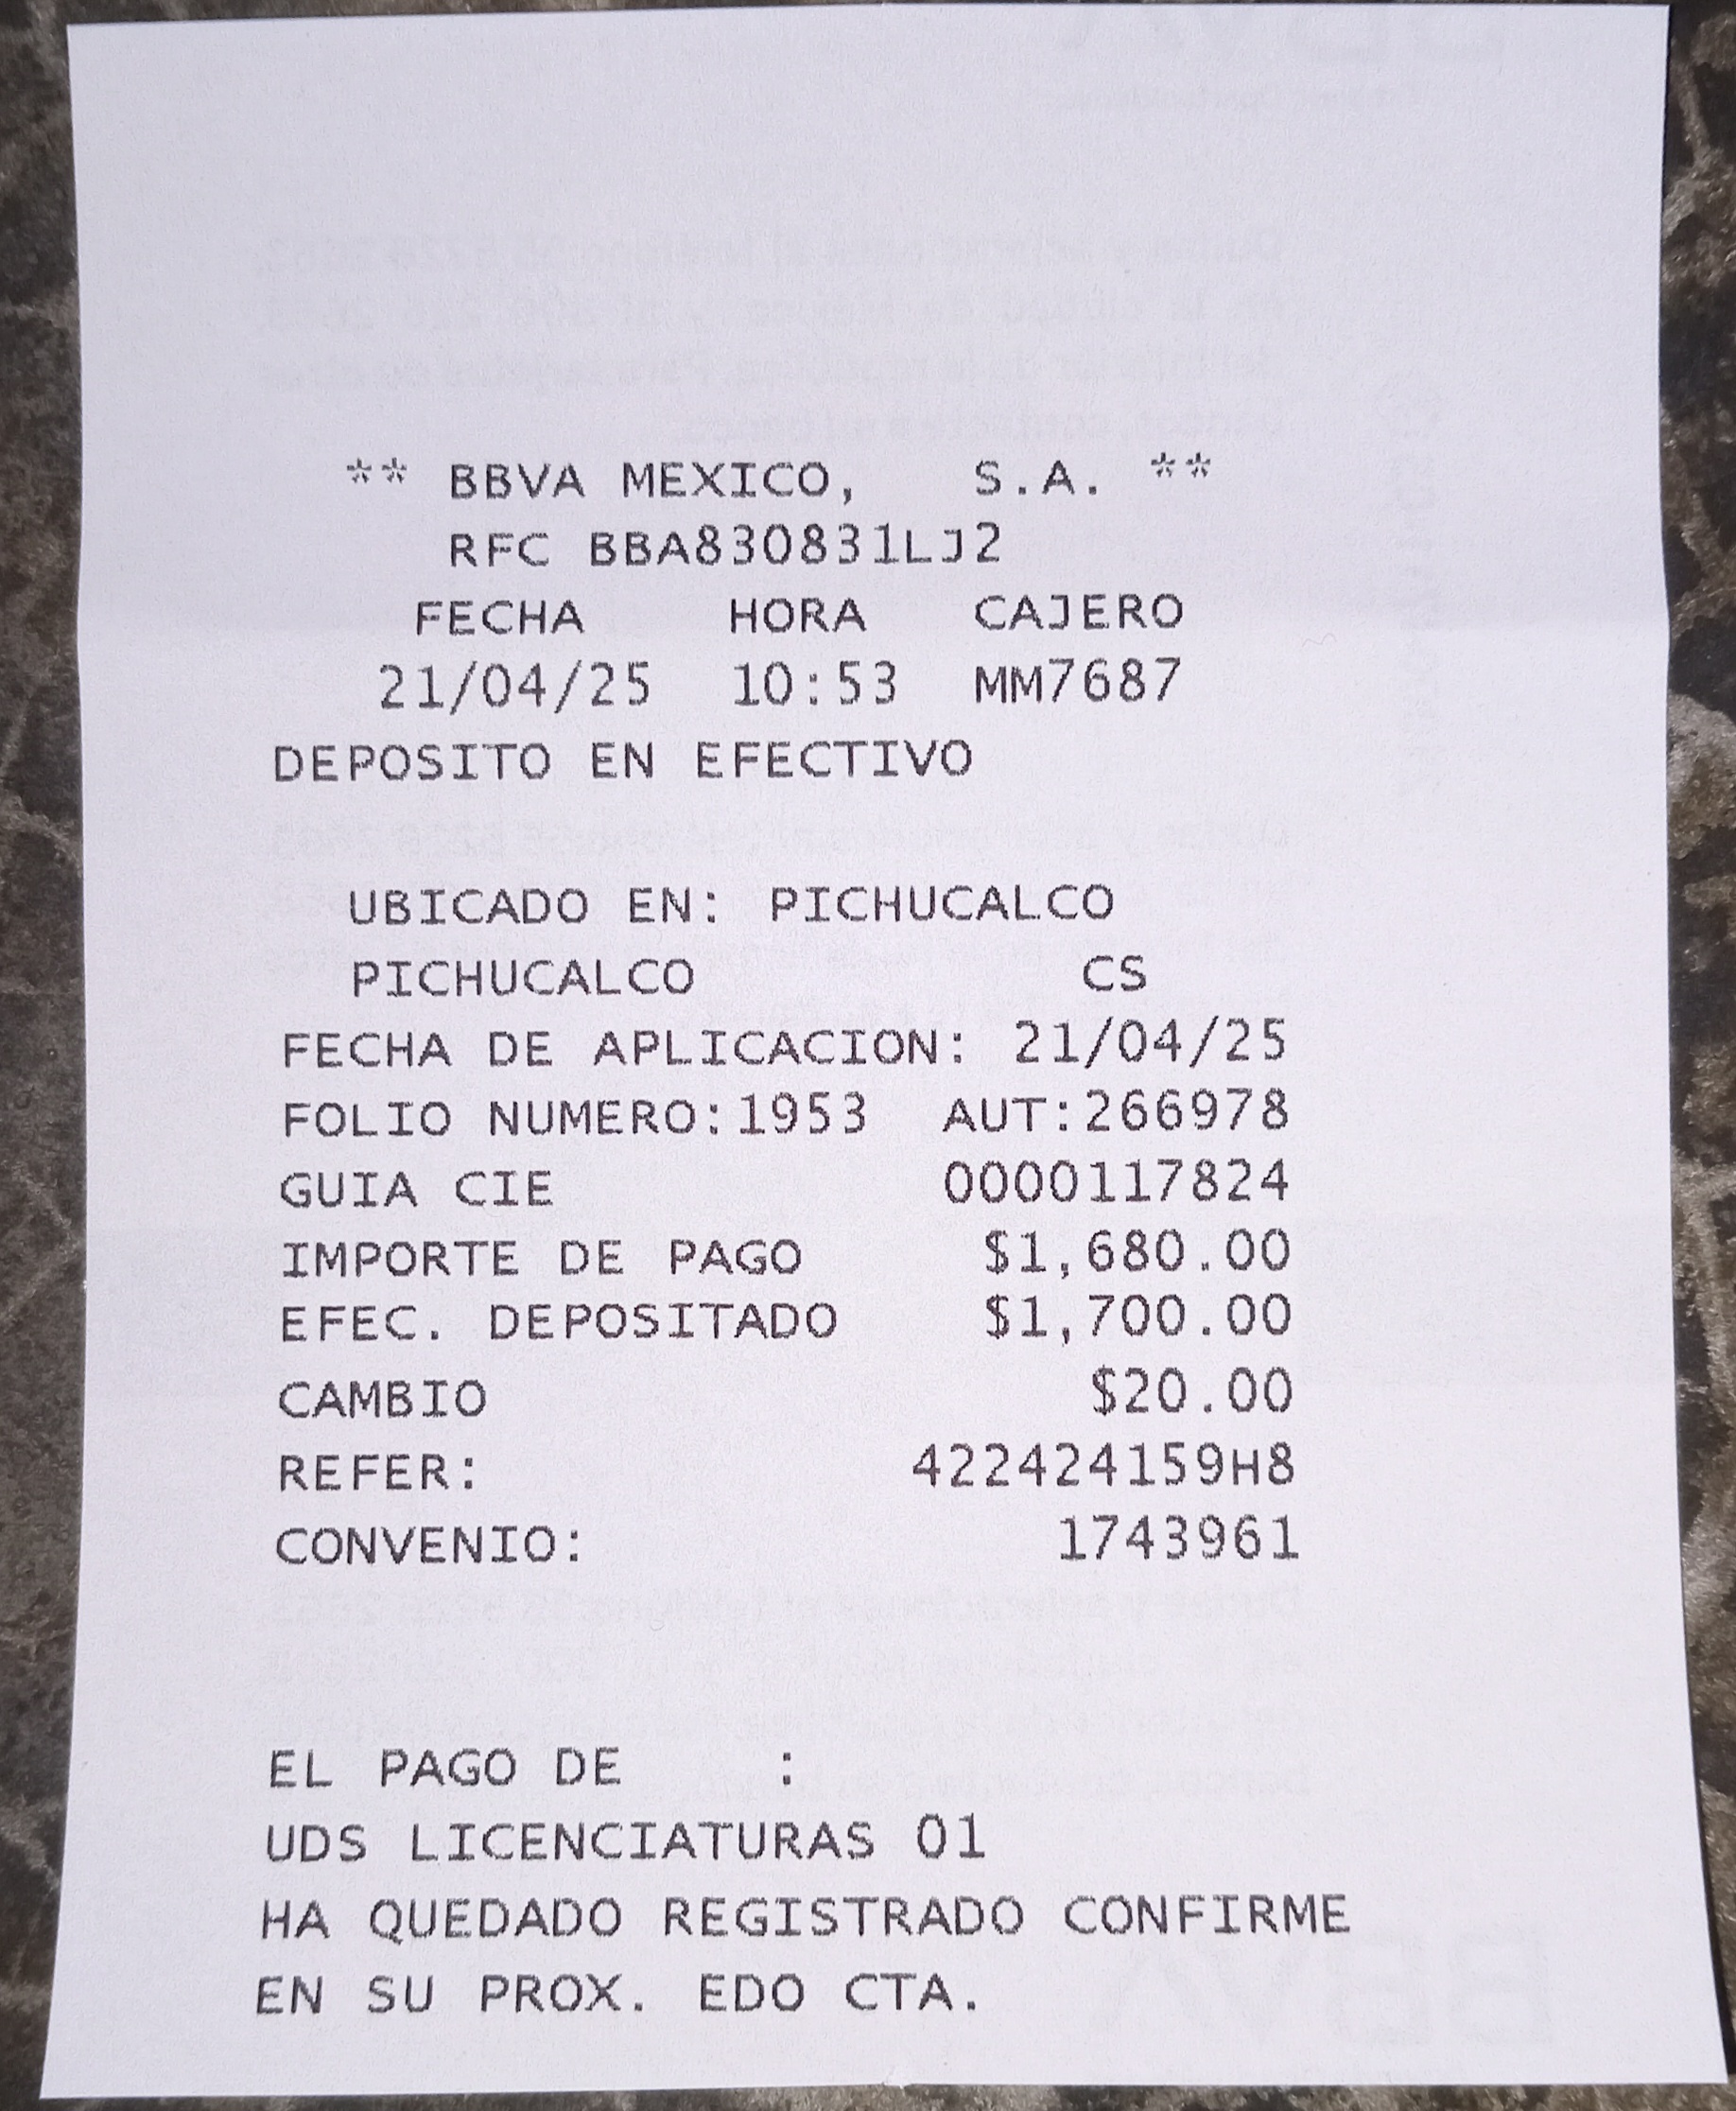 ** BBVA MEXICO, S.A. **
RFC BBA830831LJ2
FECHA HORA CAJERO
21/04/25 10:53 MM7687
DEPOSITO EN EFECTIVO
UBICADO EN: PICHUCALCO
PICHUCALCO CS
FECHA DE APLICACION: 21/04/25
FOLIO NUMERO:1953 AUT:266978
GUIA CIE 0000117824
IMPORTE DE PAGO $1,680.00
EFEC. DEPOSITADO $1,700.00
CAMBIO $20.00
REFER: 422424159H8
CONVENIO: 1743961
EL PAGO DE :
UDS LICENCIATURAS 01
HA QUEDADO REGISTRADO CONFIRME
EN SU PROX. EDO CTA.